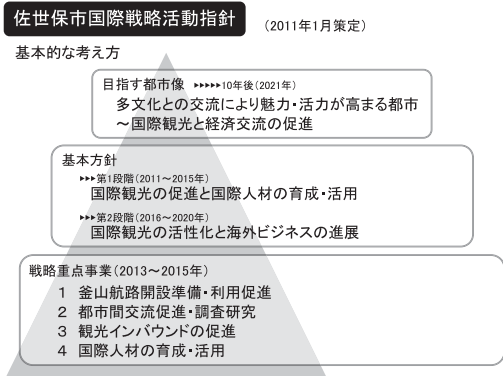 佐世保市国際戦略活動指針 (2011年1月策定)
基本的な考え方
目指す都市像 ▸▸▸▸▸10年後(2021年)
多文化との交流により魅力・活力が高まる都市
～国際観光と経済交流の促進
基本方針
▸▸▸第1段階(2011～2015年)
国際観光の促進と国際人材の育成・活用
▸▸▸第2段階(2016～2020年)
国際観光の活性化と海外ビジネスの進展
戦略重点事業(2013～2015年)
1 釜山航路開設準備・利用促進
2 都市間交流促進・調査研究
3 観光インバウンドの促進
4 国際人材の育成・活用